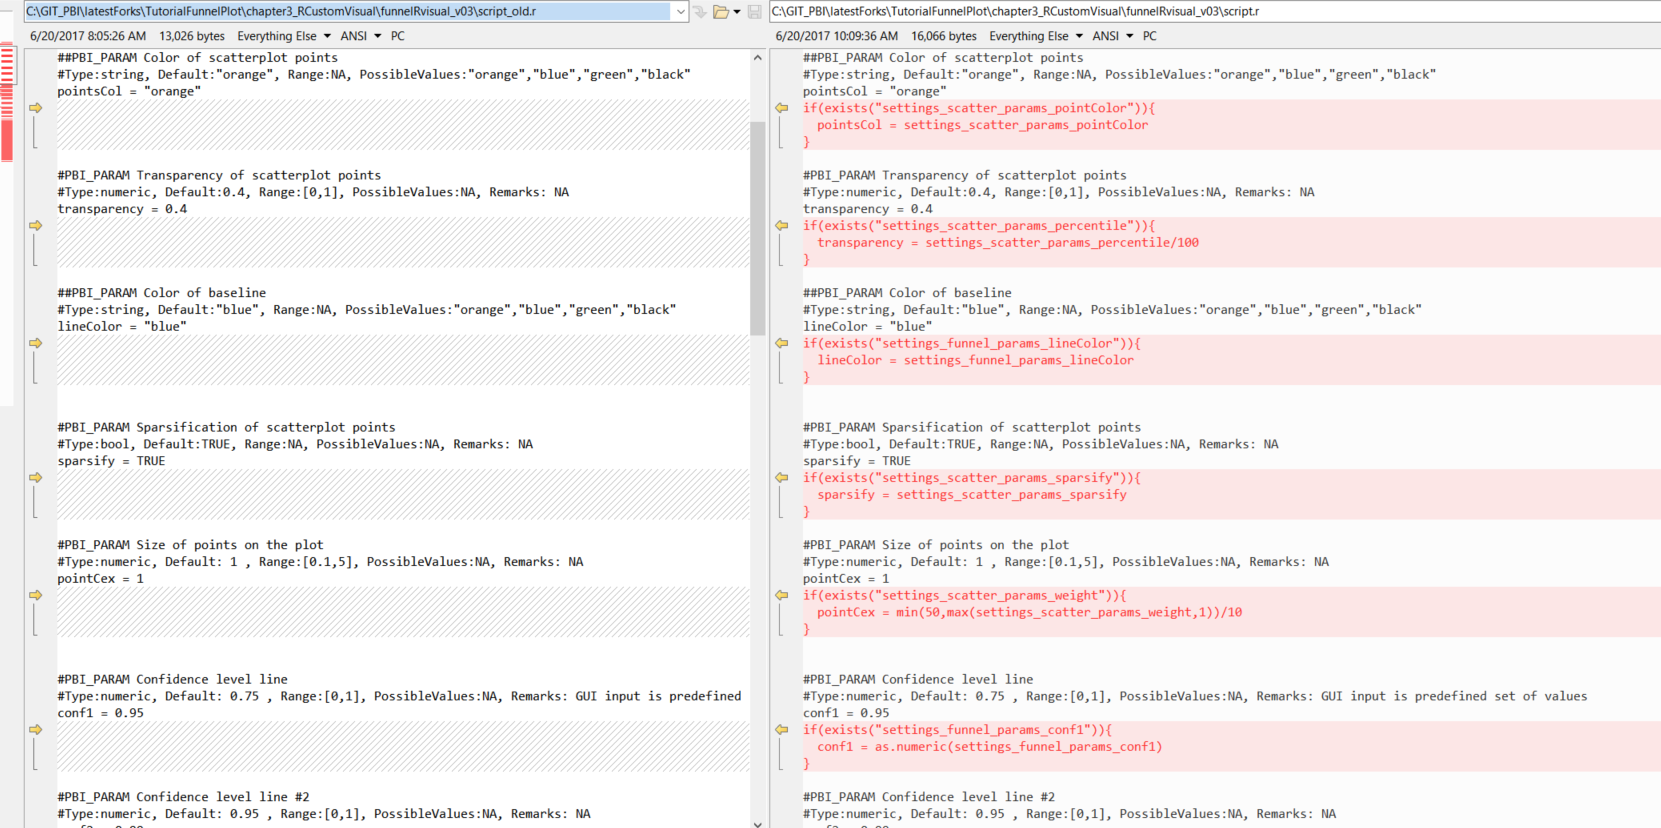 C:\GIT_PBI\latestForks\TutorialFunnelPlot\chapter3_RCustomVisual\funnelRvisual_v03\script_old.r
6/20/2017 8:05:26 AM 13,026 bytes Everything Else ANSI PC
##PBI_PARAM Color of scatterplot points
#Type:string, Default:"orange", Range:NA, PossibleValues:"orange","blue","green","black"
pointsCol = "orange"
#PBI_PARAM Transparency of scatterplot points
#Type:numeric, Default:0.4, Range:[0,1], PossibleValues:NA, Remarks: NA
transparency = 0.4
##PBI_PARAM Color of baseline
#Type:string, Default:"blue", Range:NA, PossibleValues:"orange","blue","green","black"
lineColor = "blue"
#PBI_PARAM Sparsification of scatterplot points
#Type:bool, Default:TRUE, Range:NA, PossibleValues:NA, Remarks: NA
sparsify = TRUE
#PBI_PARAM Size of points on the plot
#Type:numeric, Default: 1 , Range:[0.1,5], PossibleValues:NA, Remarks: NA
pointCex = 1
#PBI_PARAM Confidence level line
#Type:numeric, Default: 0.75 , Range:[0,1], PossibleValues:NA, Remarks: GUI input is predefined
conf1 = 0.95
#PBI_PARAM Confidence level line #2
#Type:numeric, Default: 0.95 , Range:[0,1], PossibleValues:NA, Remarks: NA
C:\GIT_PBI\latestForks\TutorialFunnelPlot\chapter3_RCustomVisual\funnelRvisual_v03\script.r
6/20/2017 10:09:36 AM 16,066 bytes Everything Else ANSI PC
##PBI_PARAM Color of scatterplot points
#Type:string, Default:"orange", Range:NA, PossibleValues:"orange","blue","green","black"
pointsCol = "orange"
if(exists("settings_scatter_params_pointColor")){
pointsCol = settings_scatter_params_pointColor
}
#PBI_PARAM Transparency of scatterplot points
#Type:numeric, Default:0.4, Range:[0,1], PossibleValues:NA, Remarks: NA
transparency = 0.4
if(exists("settings_scatter_params_percentile")){
transparency = settings_scatter_params_percentile/100
}
##PBI_PARAM Color of baseline
#Type:string, Default:"blue", Range:NA, PossibleValues:"orange","blue","green","black"
lineColor = "blue"
if(exists("settings_funnel_params_lineColor")){
lineColor = settings_funnel_params_lineColor
}
#PBI_PARAM Sparsification of scatterplot points
#Type:bool, Default:TRUE, Range:NA, PossibleValues:NA, Remarks: NA
sparsify = TRUE
if(exists("settings_scatter_params_sparsify")){
sparsify = settings_scatter_params_sparsify
}
#PBI_PARAM Size of points on the plot
#Type:numeric, Default: 1 , Range:[0.1,5], PossibleValues:NA, Remarks: NA
pointCex = 1
if(exists("settings_scatter_params_weight")){
pointCex = min(50,max(settings_scatter_params_weight,1))/10
}
#PBI_PARAM Confidence level line
#Type:numeric, Default: 0.75 , Range:[0,1], PossibleValues:NA, Remarks: GUI input is predefined set of values
conf1 = 0.95
if(exists("settings_funnel_params_conf1")){
conf1 = as.numeric(settings_funnel_params_conf1)
}
#PBI_PARAM Confidence level line #2
#Type:numeric, Default: 0.95 , Range:[0,1], PossibleValues:NA, Remarks: NA